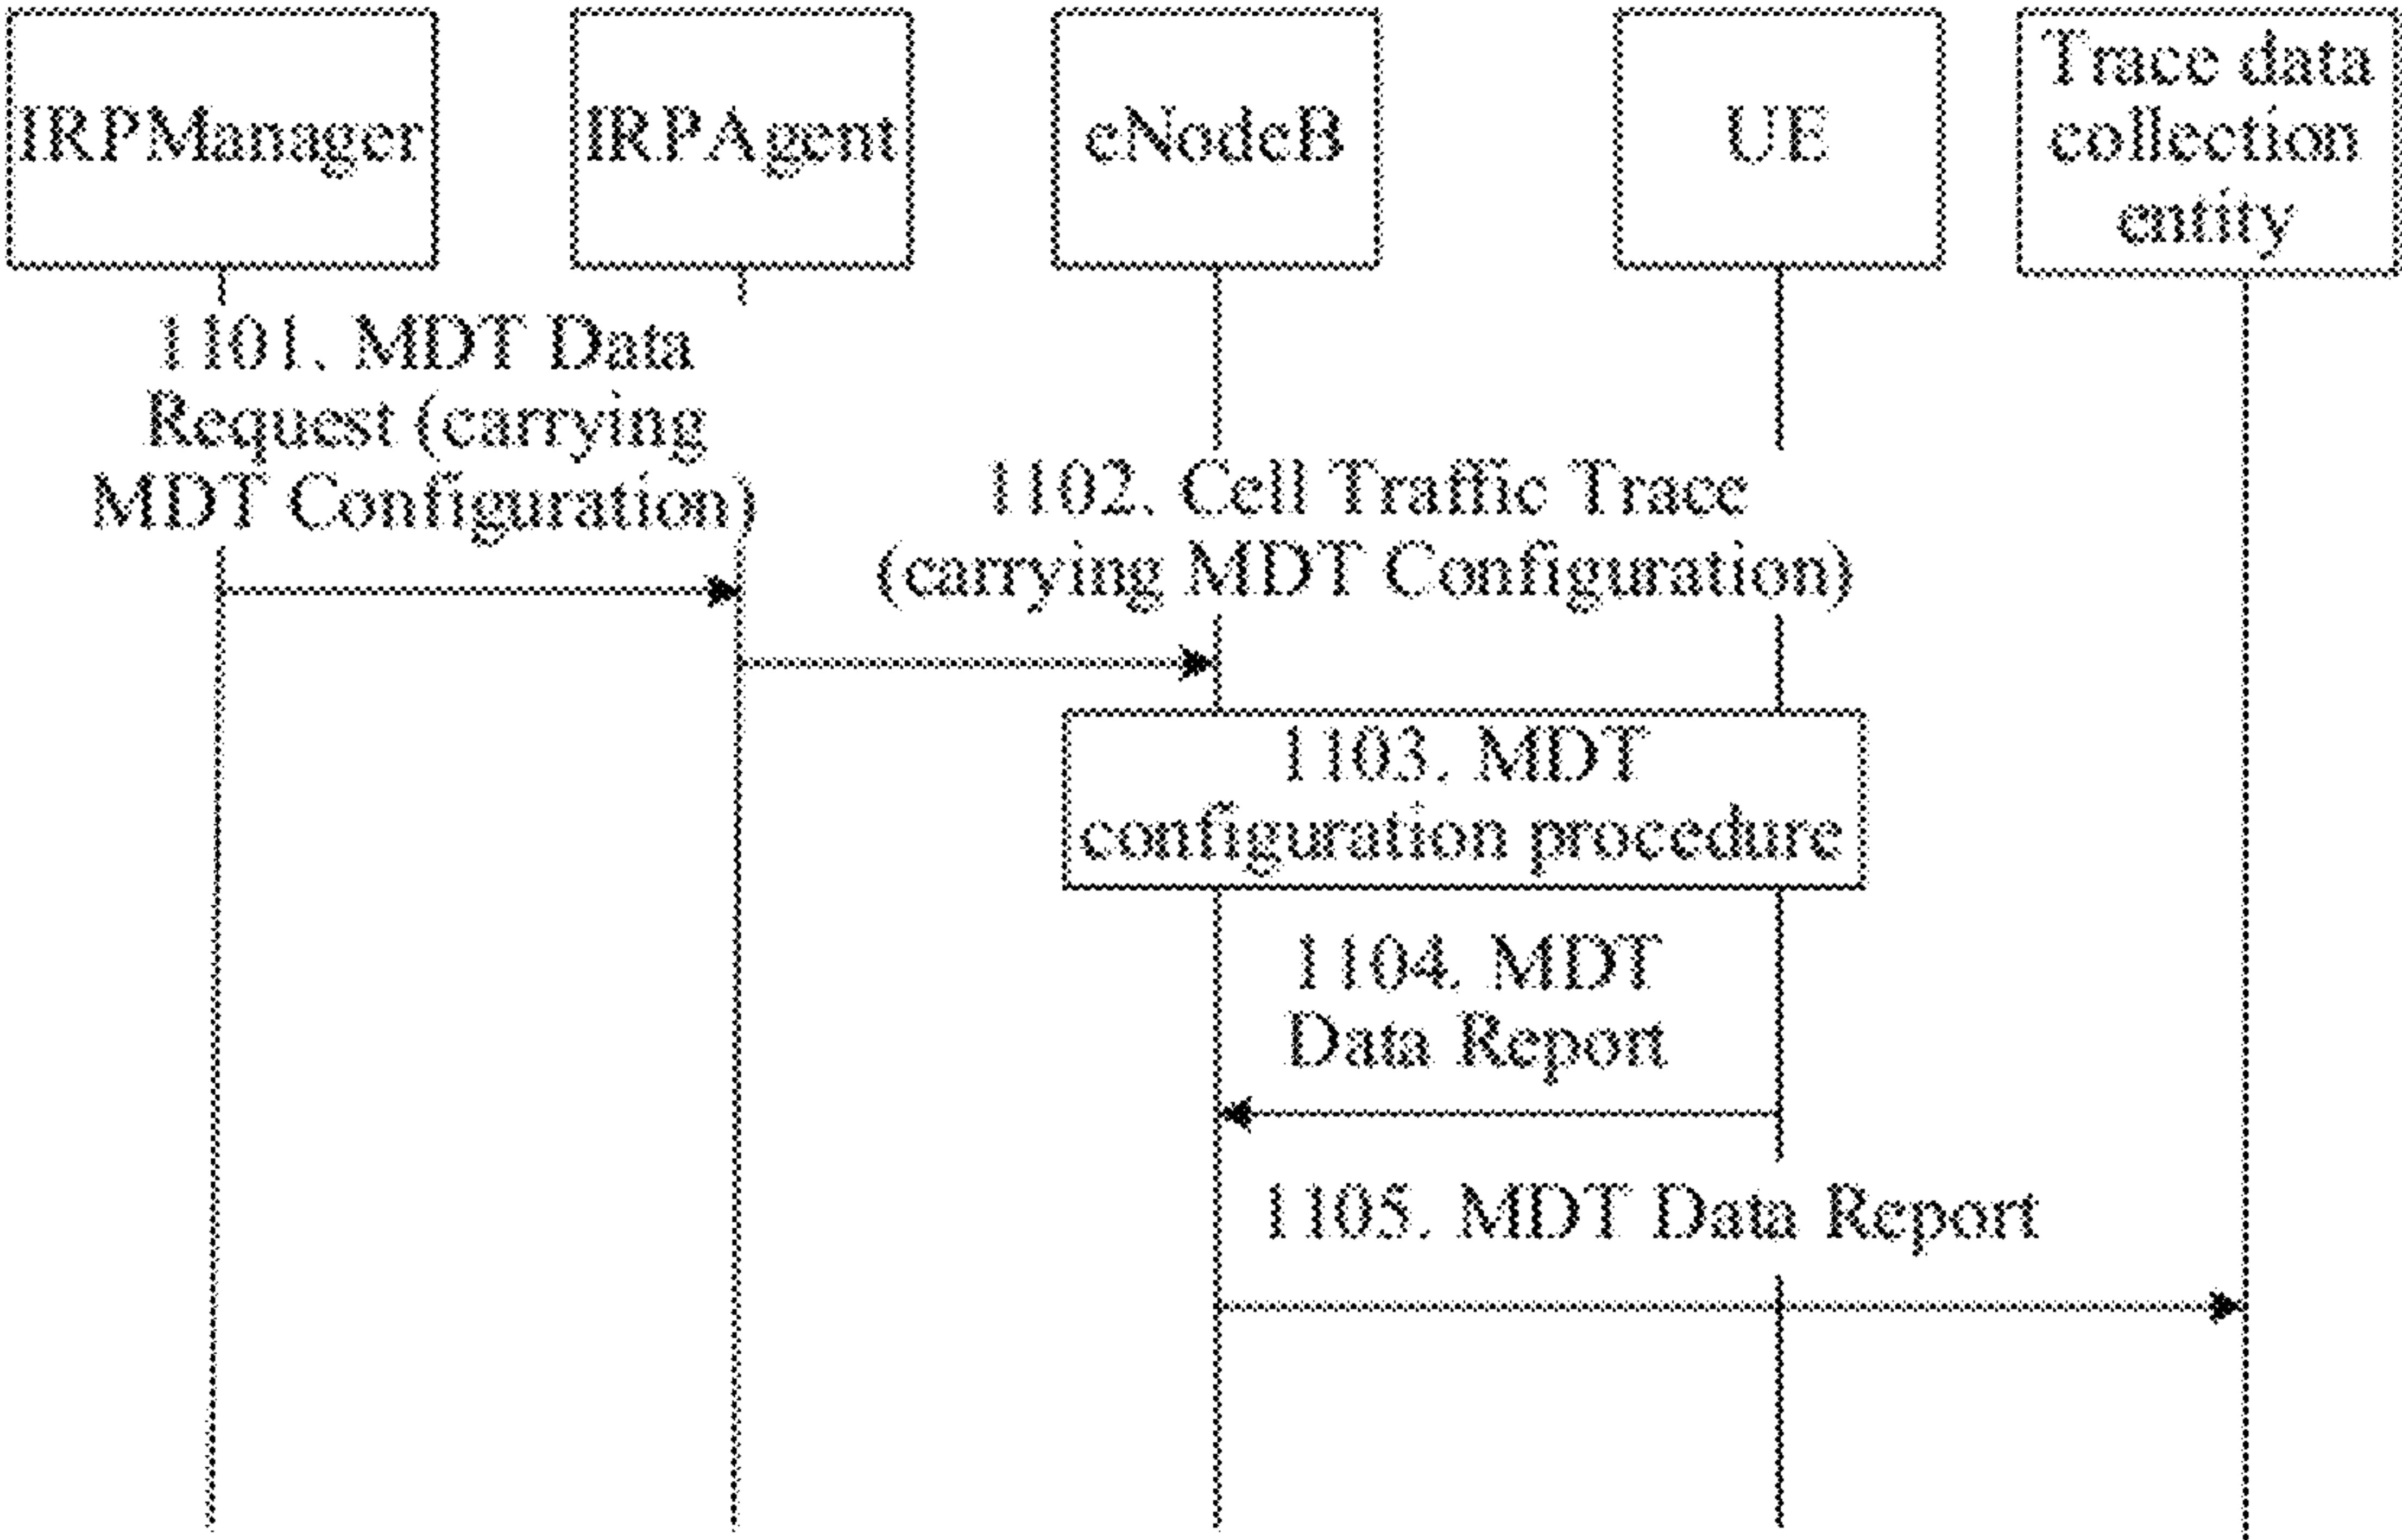 IRPManager
IRPAgent
eNodeB
UE
Trace data
collection
entity
1101. MDT Data
Request (carrying
MDT Configuration)
1102. Cell Traffic Trace
(carrying MDT Configuration)
1103. MDT
configuration procedure
1104. MDT
Data Report
1105. MDT Data Report